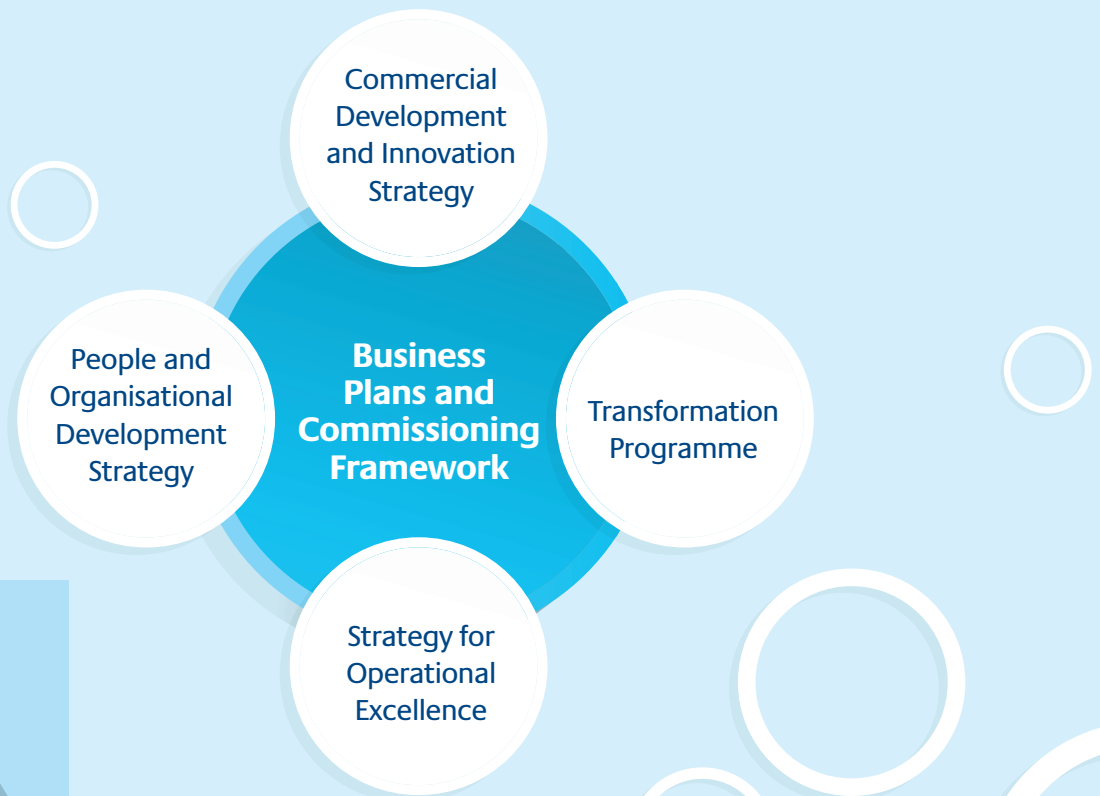 Commercial
Development
and Innovation
Strategy
People and
Organisational
Development
Strategy
Business
Plans and
Commissioning
Framework
Transformation
Programme
Strategy for
Operational
Excellence